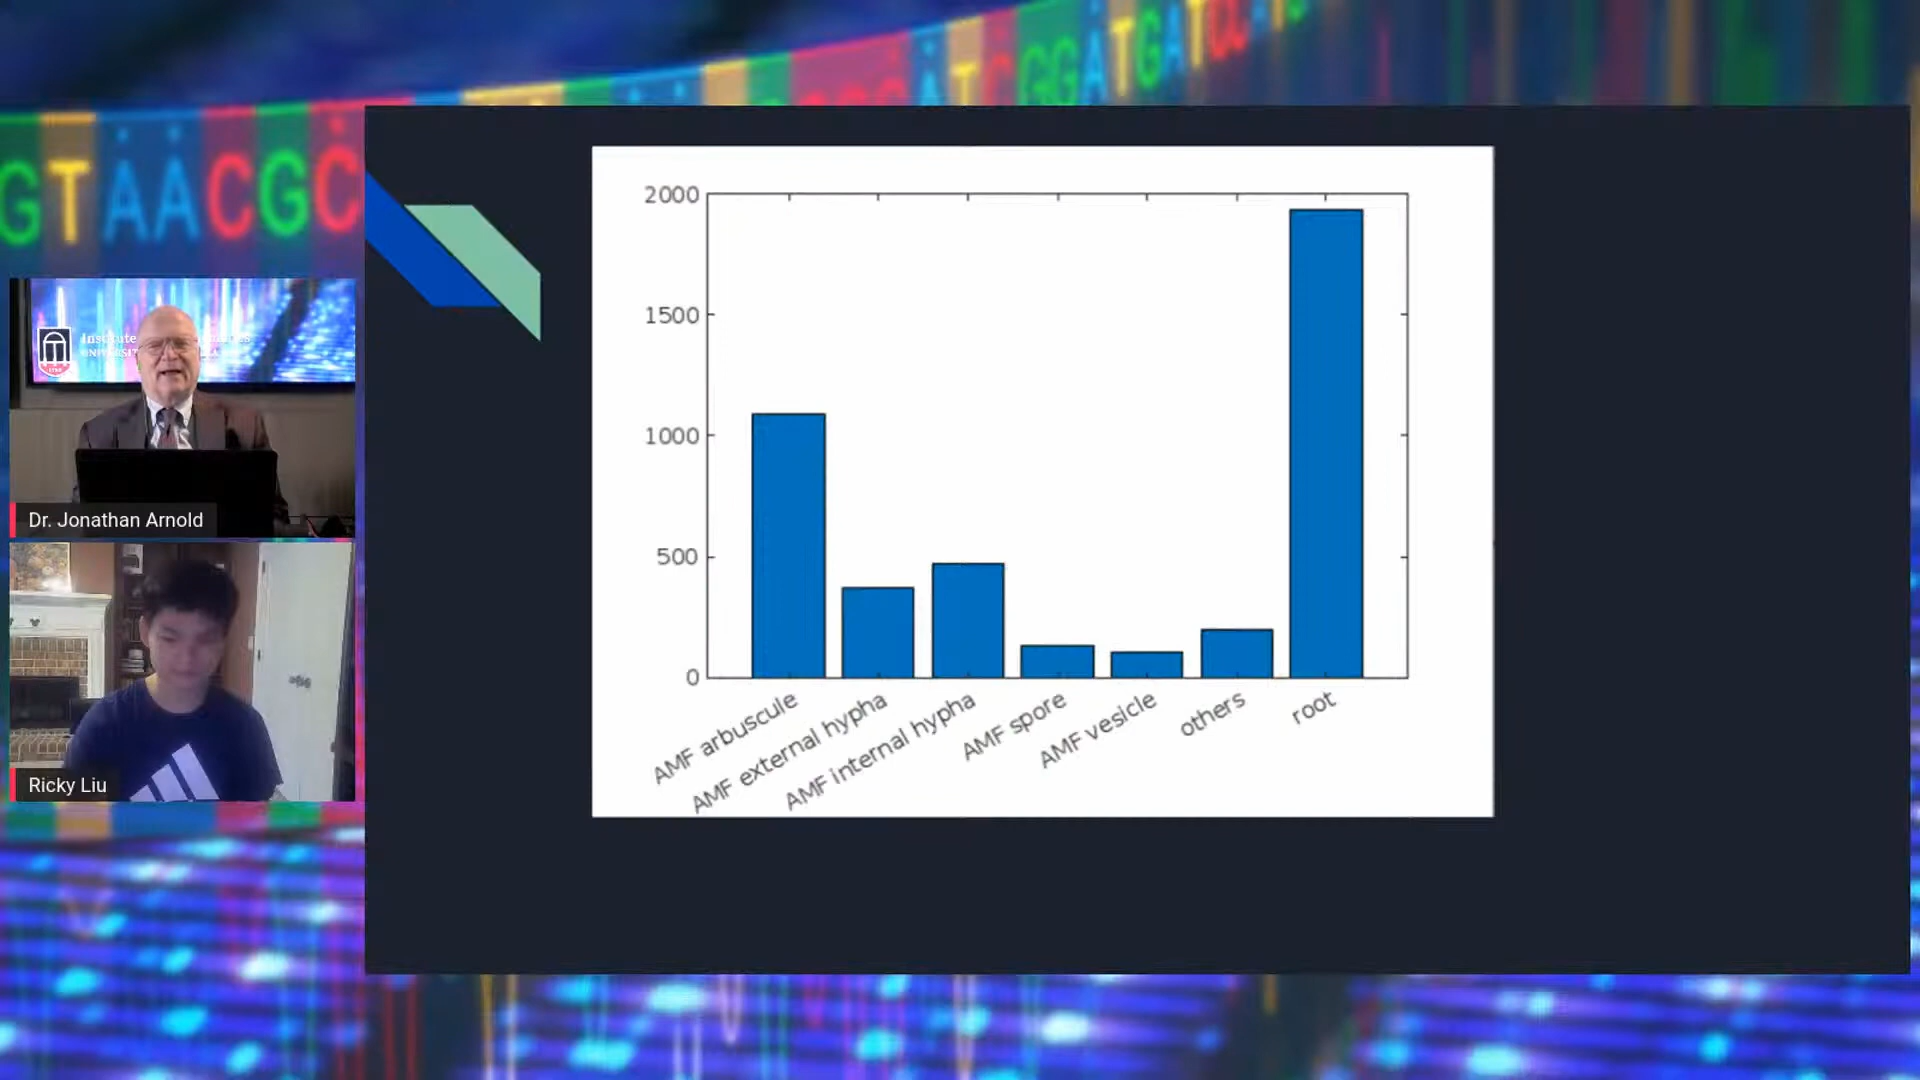 GTAACGC
GGATGAT
Dr. Jonathan Arnold
Ricky Liu
2000
1500
1000
500
0
AMF arbuscule
AMF external hypha
AMF internal hypha
AMF spore
AMF vesicle
others
root